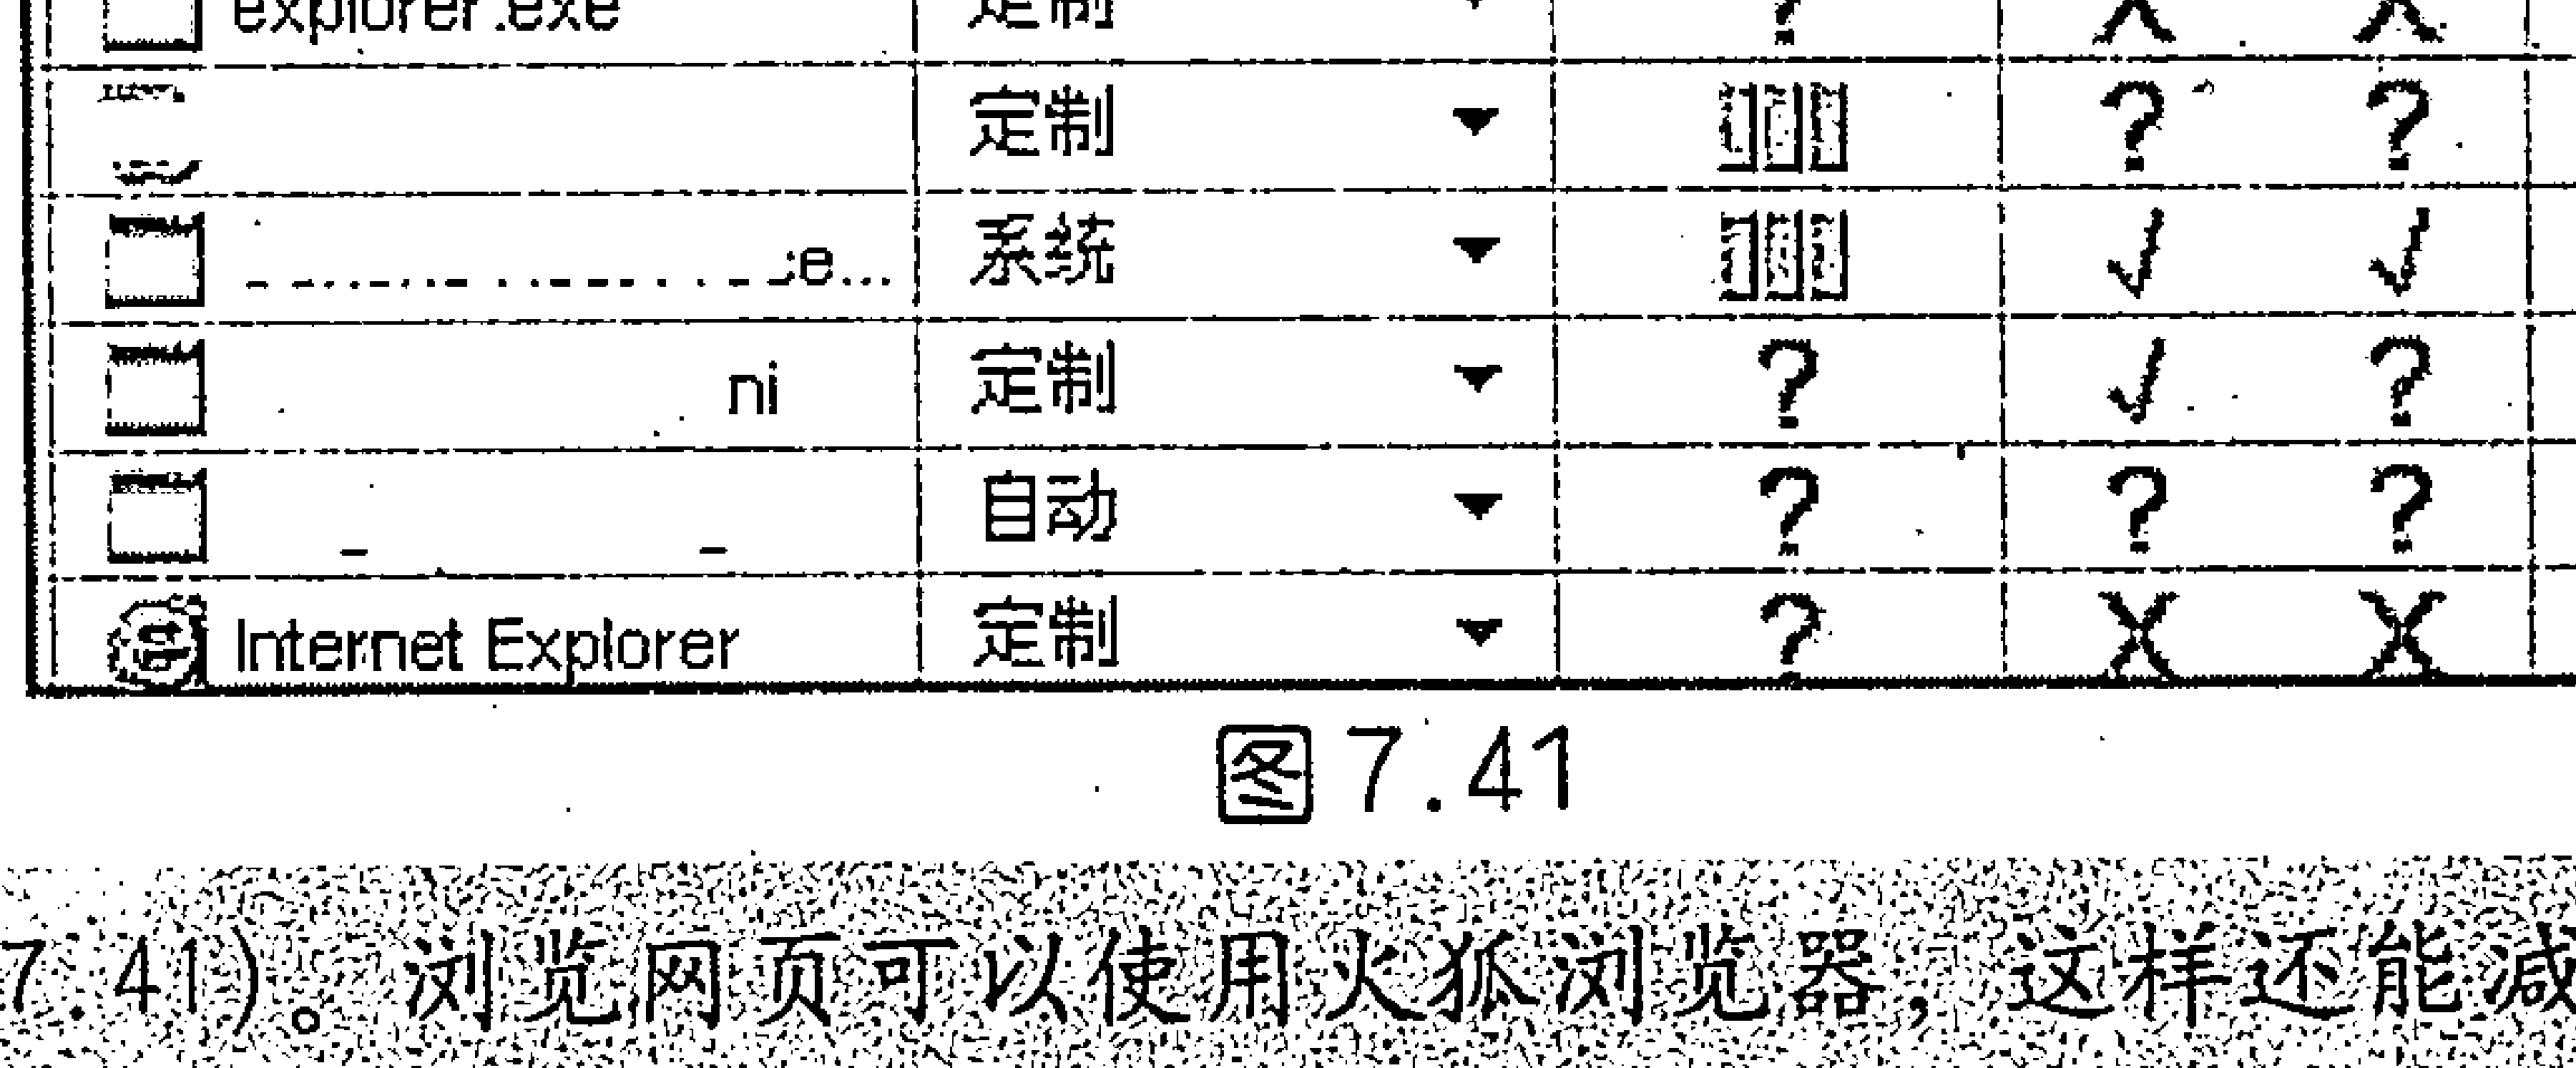 explorer.exe 定制 ? X X
定制 ? ?
e... 系统 √ √
ni 定制 ? √ ?
自动 ? ? ?
Internet Explorer 定制 ? X X
图 7.41
7.41)。浏览网页可以使用火狐浏览器，这样还能减